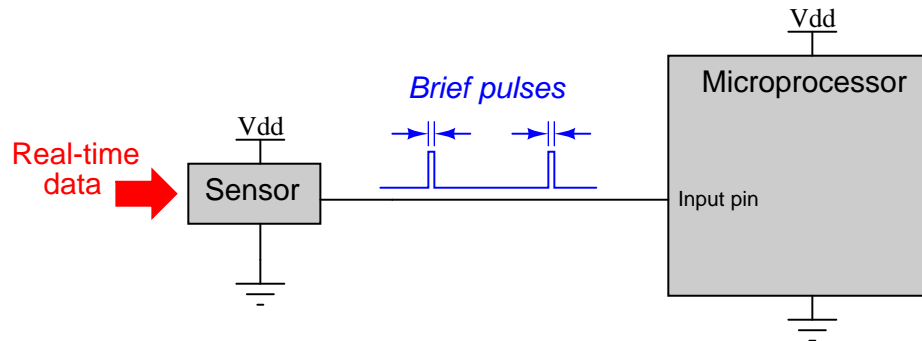 Vdd
Microprocessor
Brief pulses
Vdd
Real-time
data
Sensor
Input pin